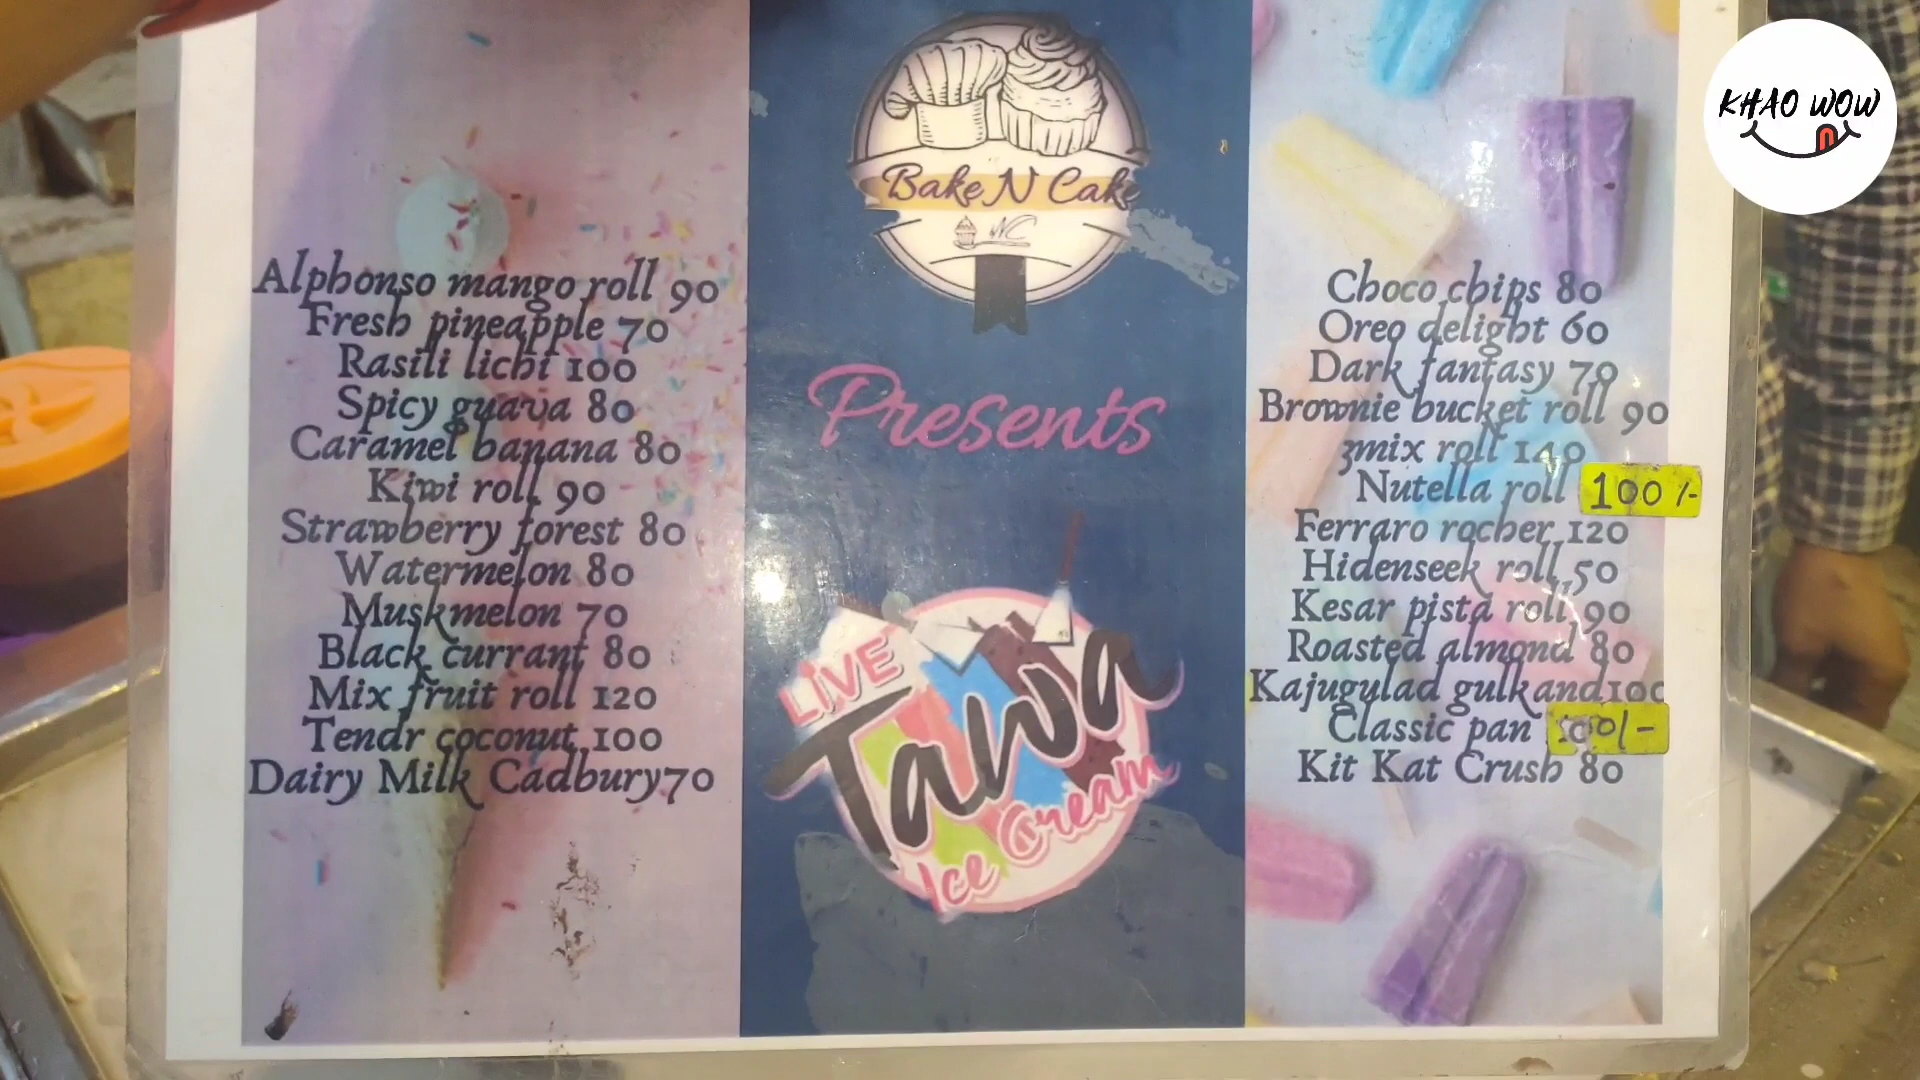 KHAO WOW
Bake N Cake
NC
Presents
LIVE
Tawa
Ice Cream
Alphonso mango roll 90
Fresh pineapple 70
Rasili lichi 100
Spicy guava 80
Caramel banana 80
Kiwi roll 90
Strawberry forest 80
Watermelon 80
Muskmelon 70
Black currant 80
Mix fruit roll 120
Tendr coconut 100
Dairy Milk Cadbury70
Choco chips 80
Oreo delight 60
Dark fantasy 70
Brownie bucket roll 90
3mix roll 140
Nutella roll 100/-
Ferraro rocher 120
Hidenseek roll 50
Kesar pista roll 90
Roasted almond 80
Kajugulad gulkand100
Classic pan 100/-
Kit Kat Crush 80